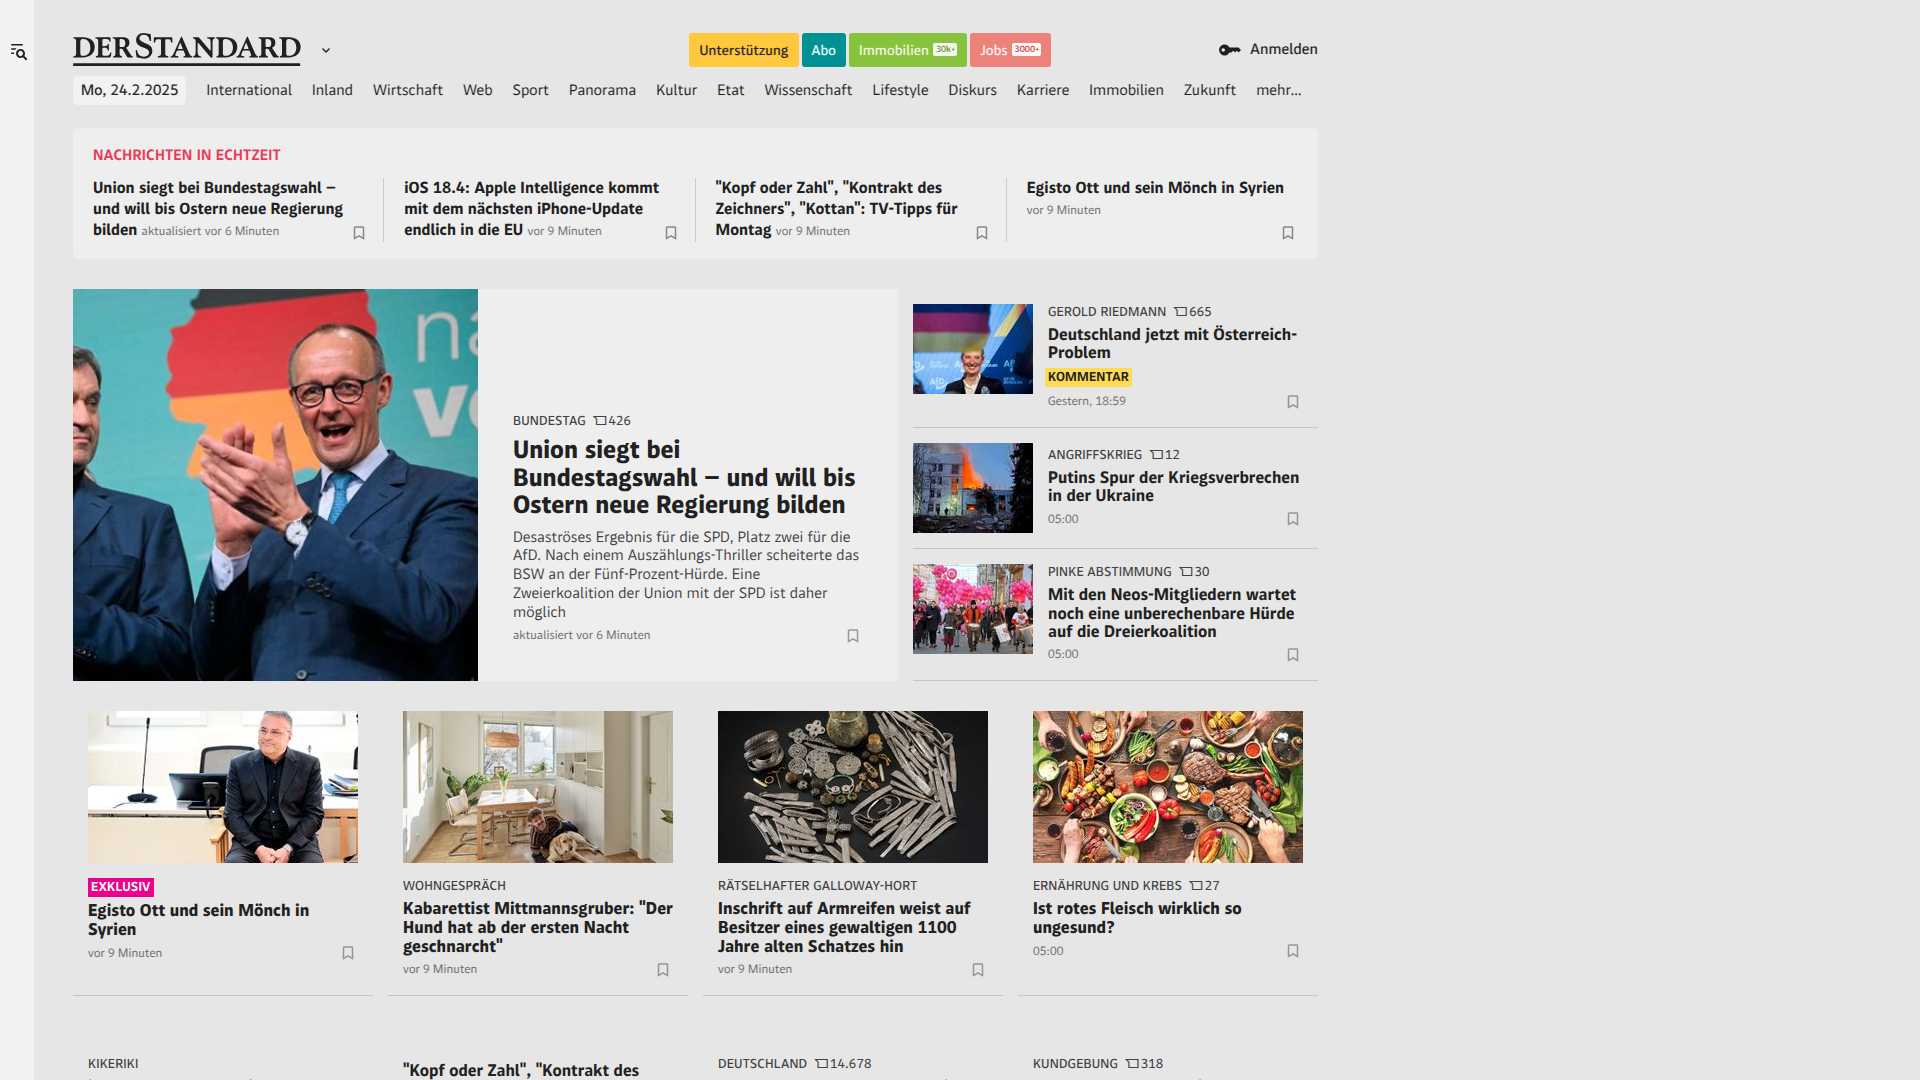 DERSTANDARD
Unterstützung
Abo
Immobilien 30k+
Jobs 3000+
Anmelden
Mo, 24.2.2025
International
Inland
Wirtschaft
Web
Sport
Panorama
Kultur
Etat
Wissenschaft
Lifestyle
Diskurs
Karriere
Immobilien
Zukunft
mehr...
NACHRICHTEN IN ECHTZEIT
Union siegt bei Bundestagswahl –
und will bis Ostern neue Regierung
bilden aktualisiert vor 6 Minuten
iOS 18.4: Apple Intelligence kommt
mit dem nächsten iPhone-Update
endlich in die EU vor 9 Minuten
"Kopf oder Zahl", "Kontrakt des
Zeichners", "Kottan": TV-Tipps für
Montag vor 9 Minuten
Egisto Ott und sein Mönch in Syrien
vor 9 Minuten
BUNDESTAG 426
Union siegt bei
Bundestagswahl – und will bis
Ostern neue Regierung bilden
Desaströses Ergebnis für die SPD, Platz zwei für die
AfD. Nach einem Auszählungs-Thriller scheiterte das
BSW an der Fünf-Prozent-Hürde. Eine
Zweierkoalition der Union mit der SPD ist daher
möglich
aktualisiert vor 6 Minuten
GEROLD RIEDMANN 665
Deutschland jetzt mit Österreich-
Problem
KOMMENTAR
Gestern, 18:59
ANGRIFFSKRIEG 12
Putins Spur der Kriegsverbrechen
in der Ukraine
05:00
PINKE ABSTIMMUNG 30
Mit den Neos-Mitgliedern wartet
noch eine unberechenbare Hürde
auf die Dreierkoalition
05:00
EXKLUSIV
Egisto Ott und sein Mönch in
Syrien
vor 9 Minuten
WOHNGESPRÄCH
Kabarettist Mittmannsgruber: "Der
Hund hat ab der ersten Nacht
geschnarcht"
vor 9 Minuten
RÄTSELHAFTER GALLOWAY-HORT
Inschrift auf Armreifen weist auf
Besitzer eines gewaltigen 1100
Jahre alten Schatzes hin
vor 9 Minuten
ERNÄHRUNG UND KREBS 27
Ist rotes Fleisch wirklich so
ungesund?
05:00
KIKERIKI
"Kopf oder Zahl", "Kontrakt des
DEUTSCHLAND 14.678
KUNDGEBUNG 318